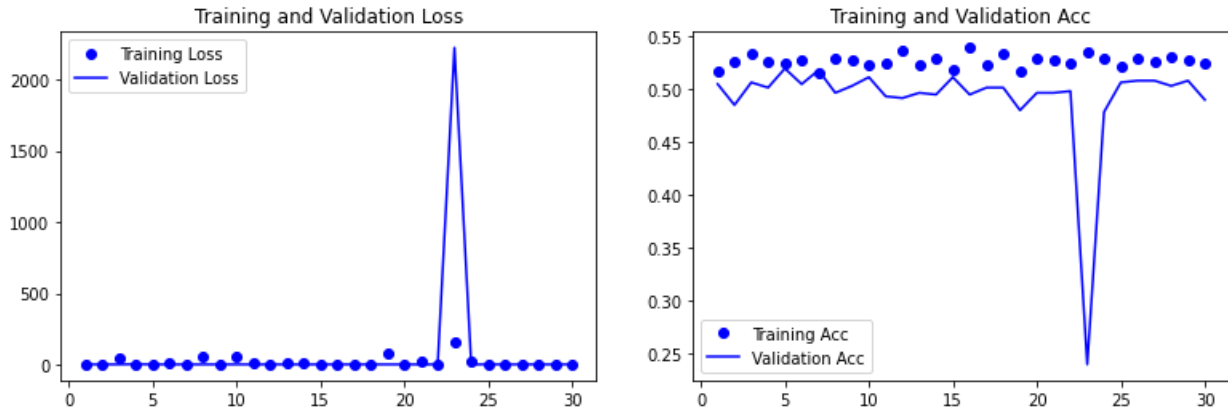 Training and Validation Loss
Training Loss
Validation Loss
2000
1500
1000
500
0
0 5 10 15 20 25 30
Training and Validation Acc
0.55
0.50
0.45
0.40
0.35
0.30
0.25
Training Acc
Validation Acc
0 5 10 15 20 25 30